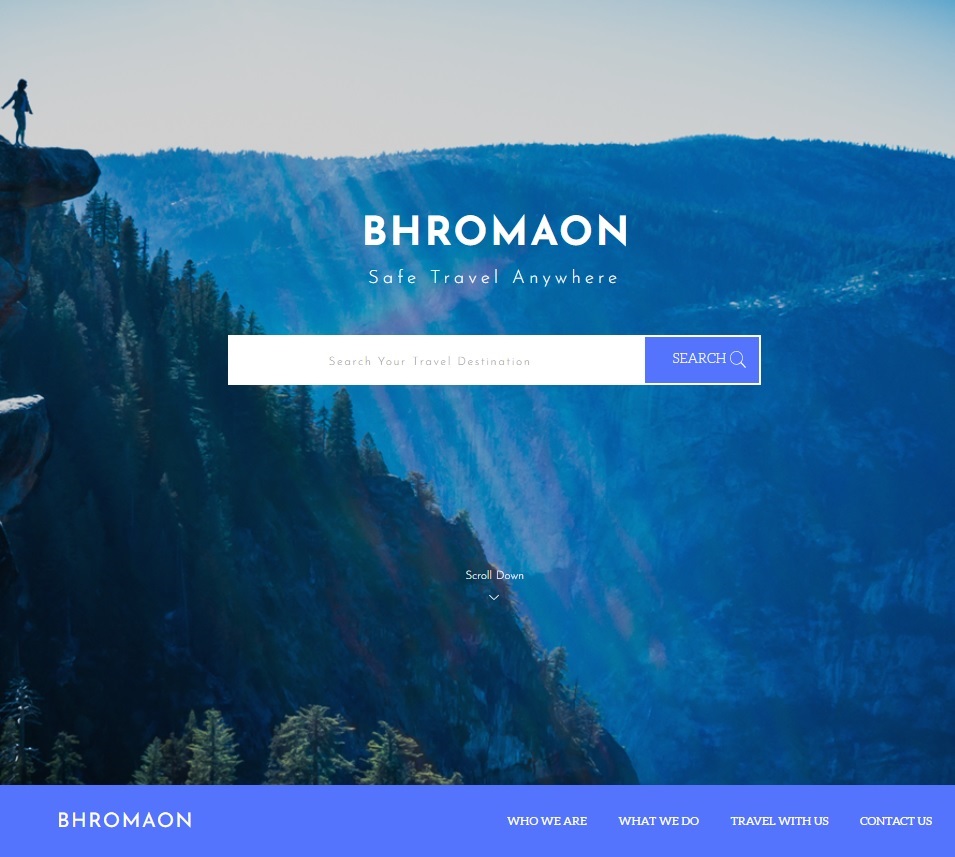 BHROMAON
Safe Travel Anywhere
Search Your Travel Destination
SEARCH
Scroll Down
BHROMAON
WHO WE ARE
WHAT WE DO
TRAVEL WITH US
CONTACT US